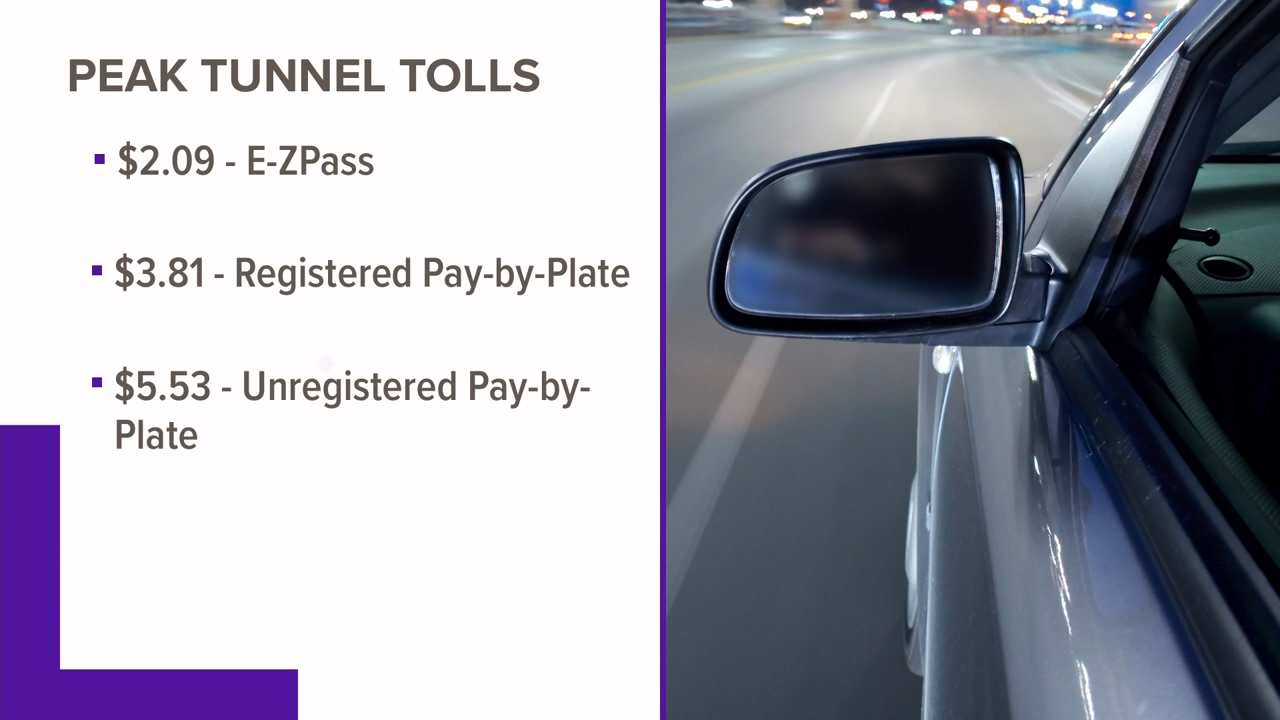 PEAK TUNNEL TOLLS
$2.09 - E-ZPass
$3.81 - Registered Pay-by-Plate
$5.53 - Unregistered Pay-by-
Plate